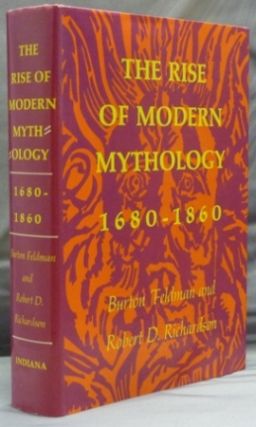 THE
RISE OF
MODERN
MYTH=
=OLOGY
1680-
1860
Burton Feldman
and
Robert D.
Richardson
INDIANA
THE RISE
OF MODERN
MYTHOLOGY
1680-1860
Burton Feldman and
Robert D. Richardson